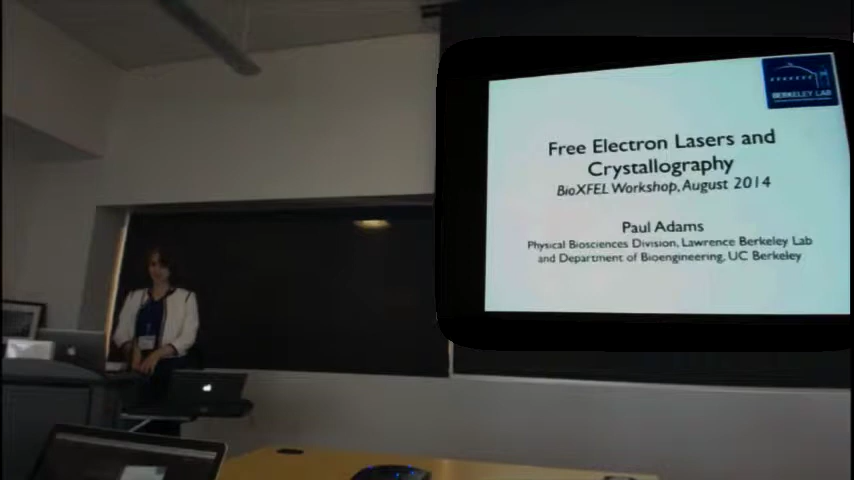 BERKELEY LAB
Free Electron Lasers and
Crystallography
BioXFEL Workshop, August 2014
Paul Adams
Physical Biosciences Division, Lawrence Berkeley Lab
and Department of Bioengineering, UC Berkeley